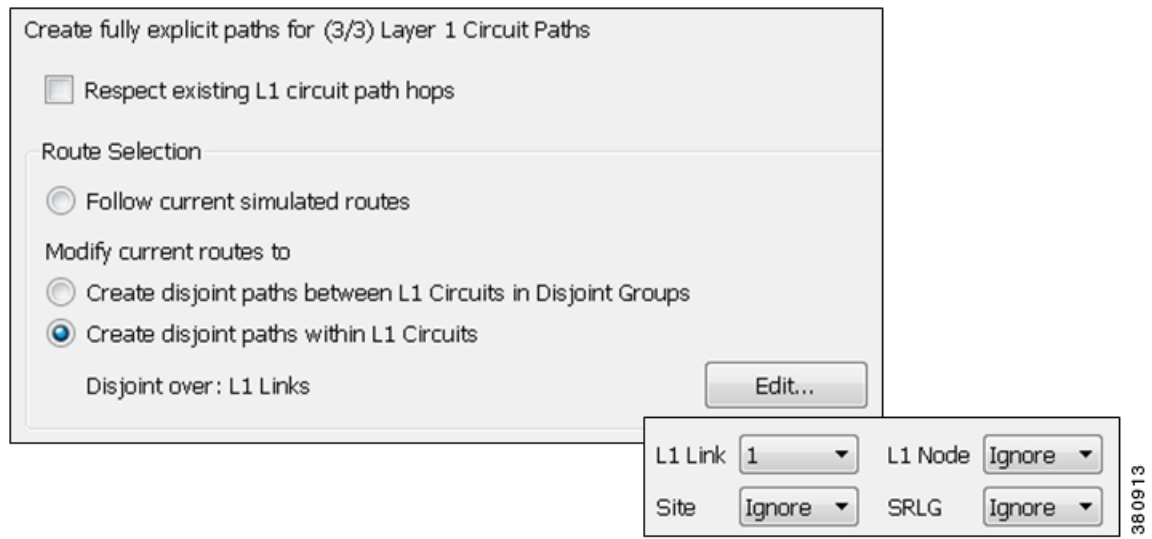 Create fully explicit paths for (3/3) Layer 1 Circuit Paths
Respect existing L1 circuit path hops
Route Selection
Follow current simulated routes
Modify current routes to
Create disjoint paths between L1 Circuits in Disjoint Groups
Create disjoint paths within L1 Circuits
Disjoint over: L1 Links Edit...
L1 Link 1 L1 Node Ignore
Site Ignore SRLG Ignore
380913